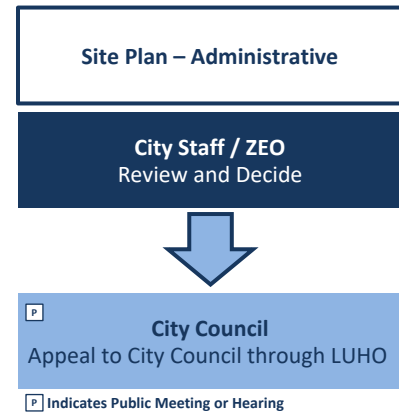 Site Plan – Administrative
City Staff / ZEO
Review and Decide
P
City Council
Appeal to City Council through LUHO
P Indicates Public Meeting or Hearing